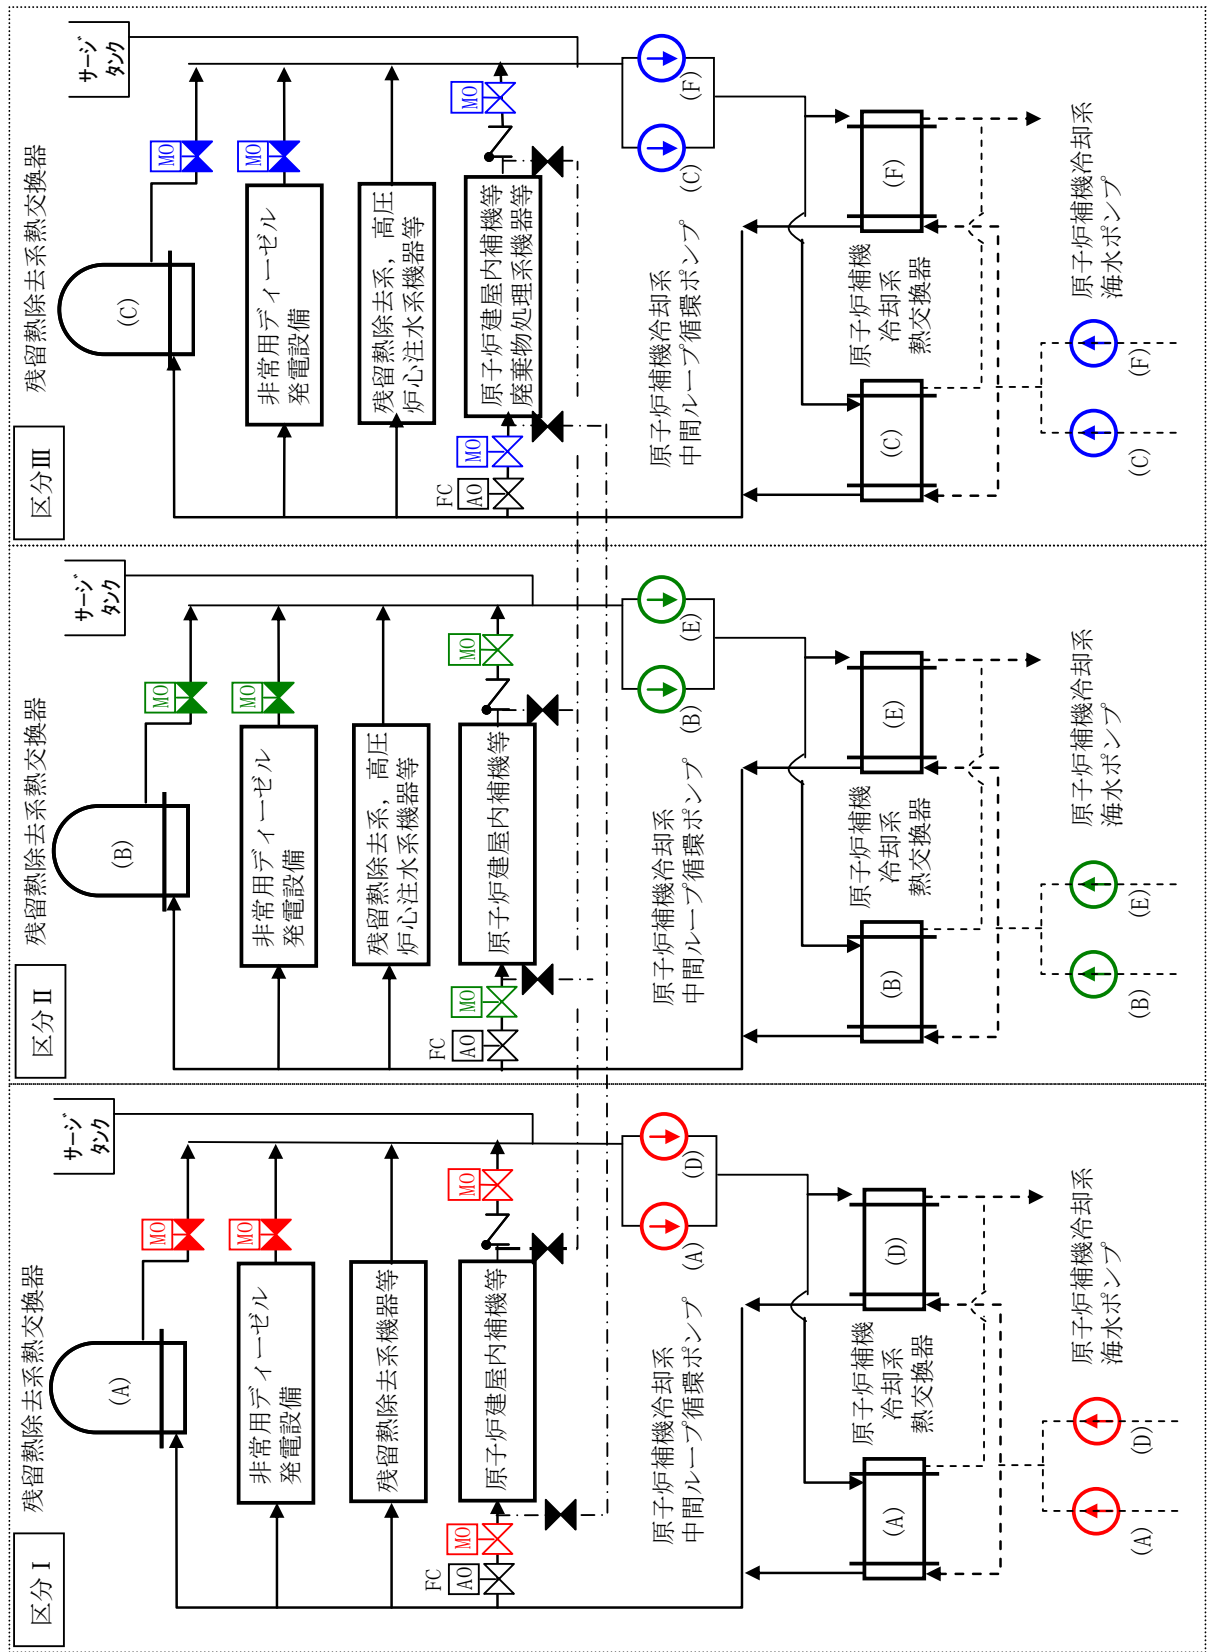 区分Ⅰ
残留熱除去系熱交換器
(A)
サージ
タンク
MO
非常用ディーゼル
発電設備
MO
残留熱除去系機器等
FC
AO
MO
原子炉建屋内補機等
MO
原子炉補機冷却系
中間ループ循環ポンプ
(A)
(D)
原子炉補機
冷却系
熱交換器
(A)
(D)
原子炉補機冷却系
海水ポンプ
(A)
(D)
区分Ⅱ
残留熱除去系熱交換器
(B)
サージ
タンク
MO
非常用ディーゼル
発電設備
MO
残留熱除去系，高圧
炉心注水系機器等
FC
AO
MO
原子炉建屋内補機等
MO
原子炉補機冷却系
中間ループ循環ポンプ
(B)
(E)
原子炉補機
冷却系
熱交換器
(B)
(E)
原子炉補機冷却系
海水ポンプ
(B)
(E)
区分Ⅲ
残留熱除去系熱交換器
(C)
サージ
タンク
MO
非常用ディーゼル
発電設備
MO
残留熱除去系，高圧
炉心注水系機器等
FC
AO
MO
原子炉建屋内補機等
廃棄物処理系機器等
MO
原子炉補機冷却系
中間ループ循環ポンプ
(C)
(F)
原子炉補機
冷却系
熱交換器
(C)
(F)
原子炉補機冷却系
海水ポンプ
(C)
(F)